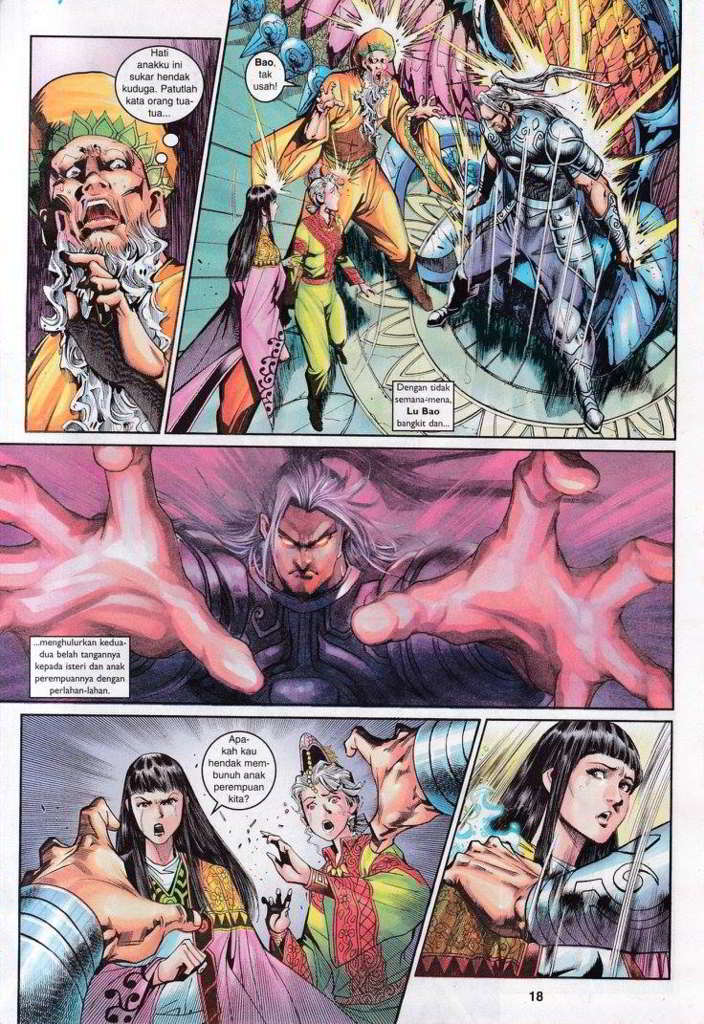 Hati
anakku ini
sukar hendak
kuduga. Patutlah
kata orang tua-
tua...
Bao,
tak
usah!
Dengan tidak
semana-mena,
Lu Bao
bangkit dan...
...menghulurkan kedua-
dua belah tangannya
kepada isteri dan anak
perempuannya dengan
perlahan-lahan.
Apa-
kah kau
hendak mem-
bunuh anak
perempuan
kita?
18